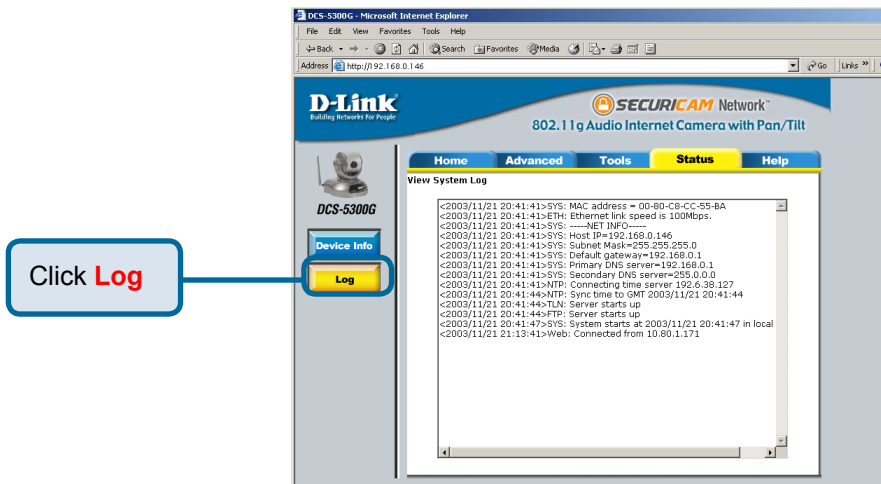 DCS-5300G - Microsoft Internet Explorer
File Edit View Favorites Tools Help
Back Search Favorites Media
Address http://192.168.0.146 Go Links »
D-Link
Building Networks for People
SECURICAM Network™
802.11g Audio Internet Camera with Pan/Tilt
Home Advanced Tools Status Help
DCS-5300G
Device Info
Log
Click Log
View System Log
<2003/11/21 20:41:41>SYS: MAC address = 00-80-C8-CC-55-BA
<2003/11/21 20:41:41>ETH: Ethernet link speed is 100Mbps.
<2003/11/21 20:41:41>SYS: -----NET INFO-----
<2003/11/21 20:41:41>SYS: Host IP=192.168.0.146
<2003/11/21 20:41:41>SYS: Subnet Mask=255.255.255.0
<2003/11/21 20:41:41>SYS: Default gateway=192.168.0.1
<2003/11/21 20:41:41>SYS: Primary DNS server=192.168.0.1
<2003/11/21 20:41:41>SYS: Secondary DNS server=255.0.0.0
<2003/11/21 20:41:41>NTP: Connecting time server 192.6.38.127
<2003/11/21 20:41:44>NTP: Sync time to GMT 2003/11/21 20:41:44
<2003/11/21 20:41:44>TLN: Server starts up
<2003/11/21 20:41:44>FTP: Server starts up
<2003/11/21 20:41:47>SYS: System starts at 2003/11/21 20:41:47 in local
<2003/11/21 21:13:41>Web: Connected from 10.80.1.171